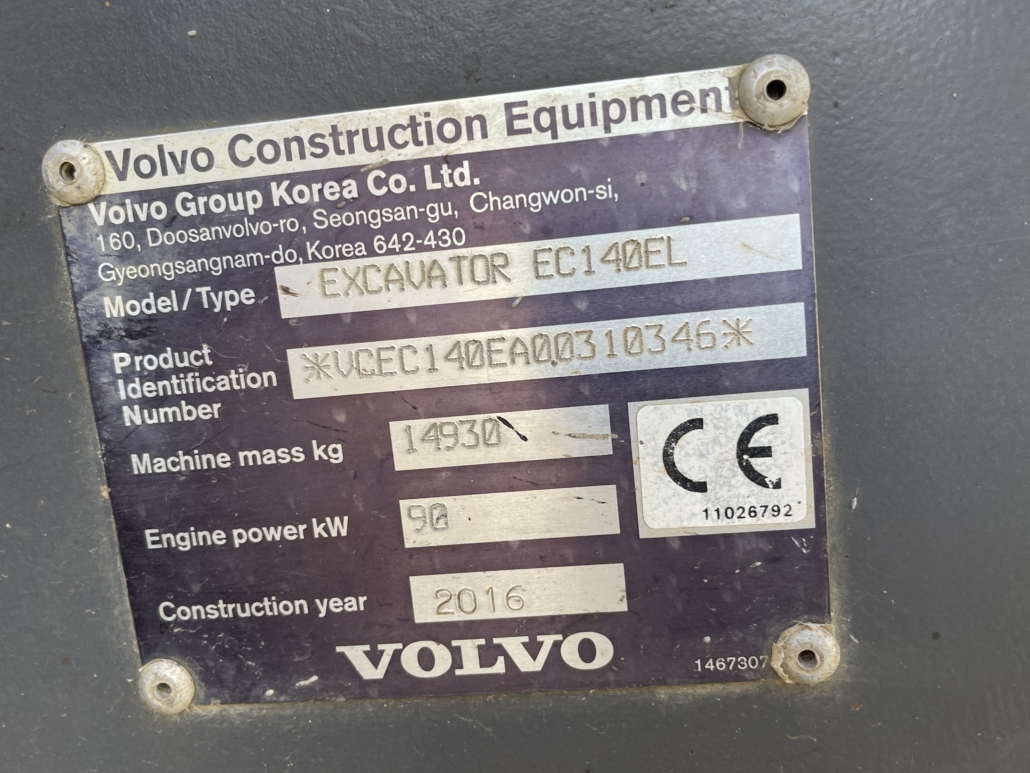 Volvo Construction Equipment
Volvo Group Korea Co. Ltd.
160, Doosanvolvo-ro, Seongsan-gu, Changwon-si,
Gyeongsangnam-do, Korea 642-430
Model/Type EXCAVATOR EC140EL
Product
Identification
Number
*VCEC140EA00310346*
Machine mass kg 14930
CE
11026792
Engine power kW 90
Construction year 2016
VOLVO